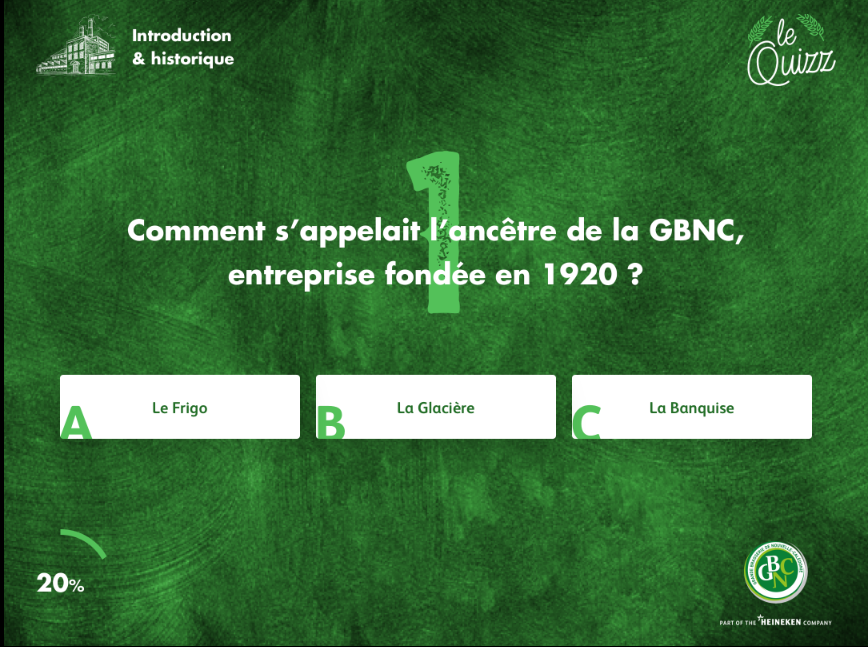 Introduction
& historique
le
Quizz
1
Comment s’appelait l’ancêtre de la GBNC,
entreprise fondée en 1920 ?
A
Le Frigo
B
La Glacière
C
La Banquise
20%
GBNC
PART OF THE HEINEKEN COMPANY